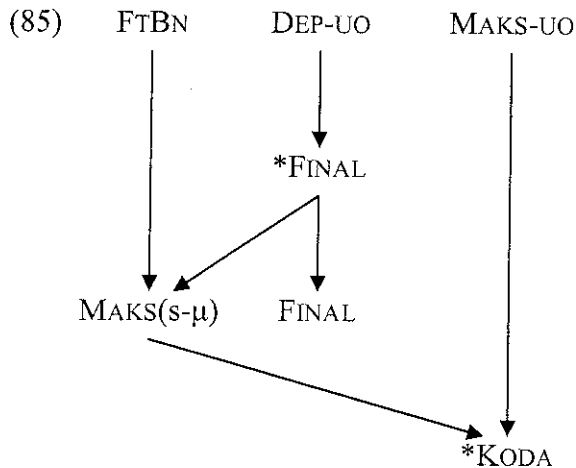 (85) FTBN DEP-UO MAKS-UO
*FINAL
MAKS(s-μ) FINAL
*KODA